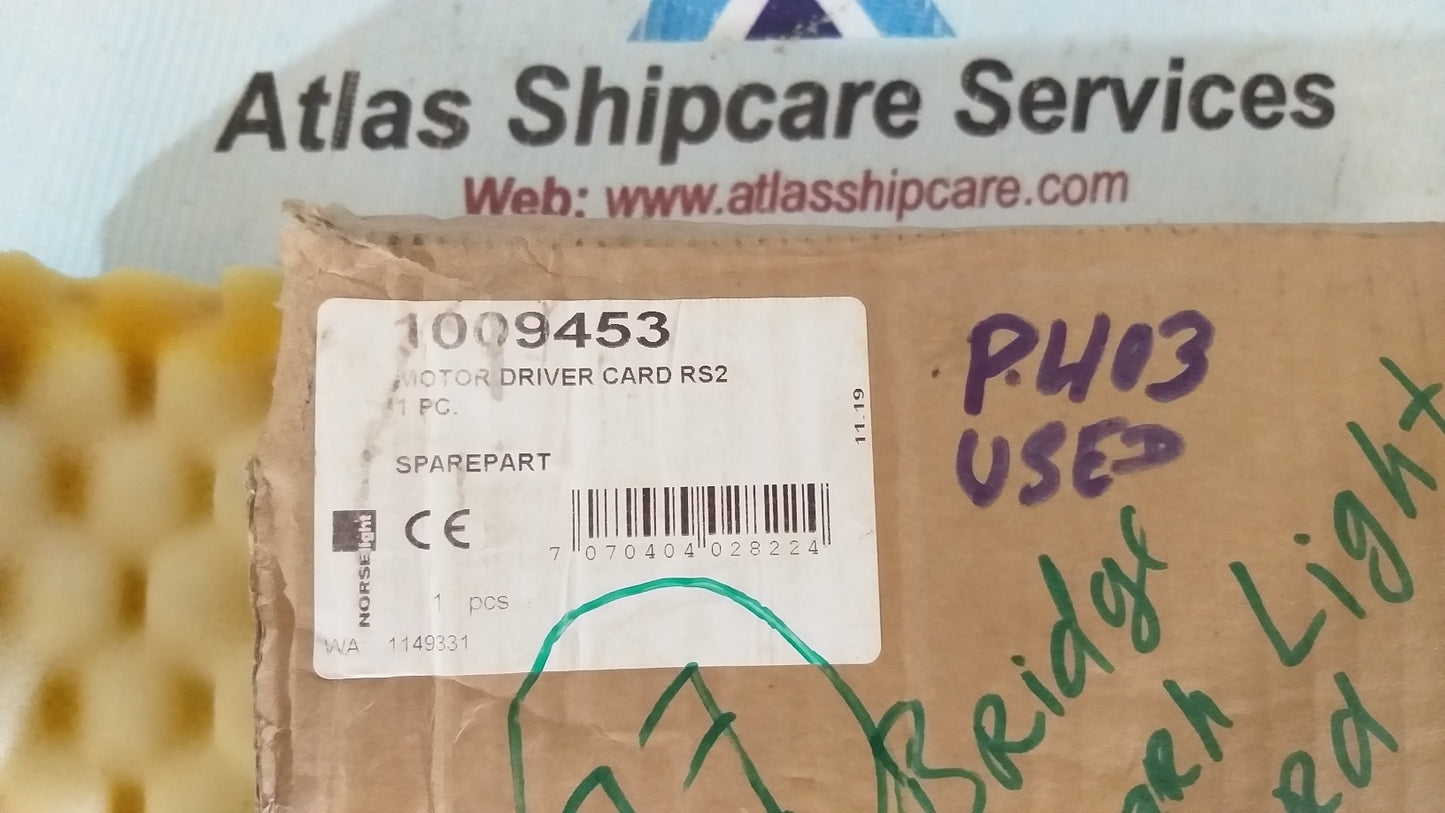 Atlas Shipcare Services
Web: www.atlasshipcare.com
1009453
MOTOR DRIVER CARD RS2
1 PC.
11.19
SPAREPART
NORSElight
CE
7 070404 028224
1 pcs
WA 1149331
P.403
USED
Bridge
Light